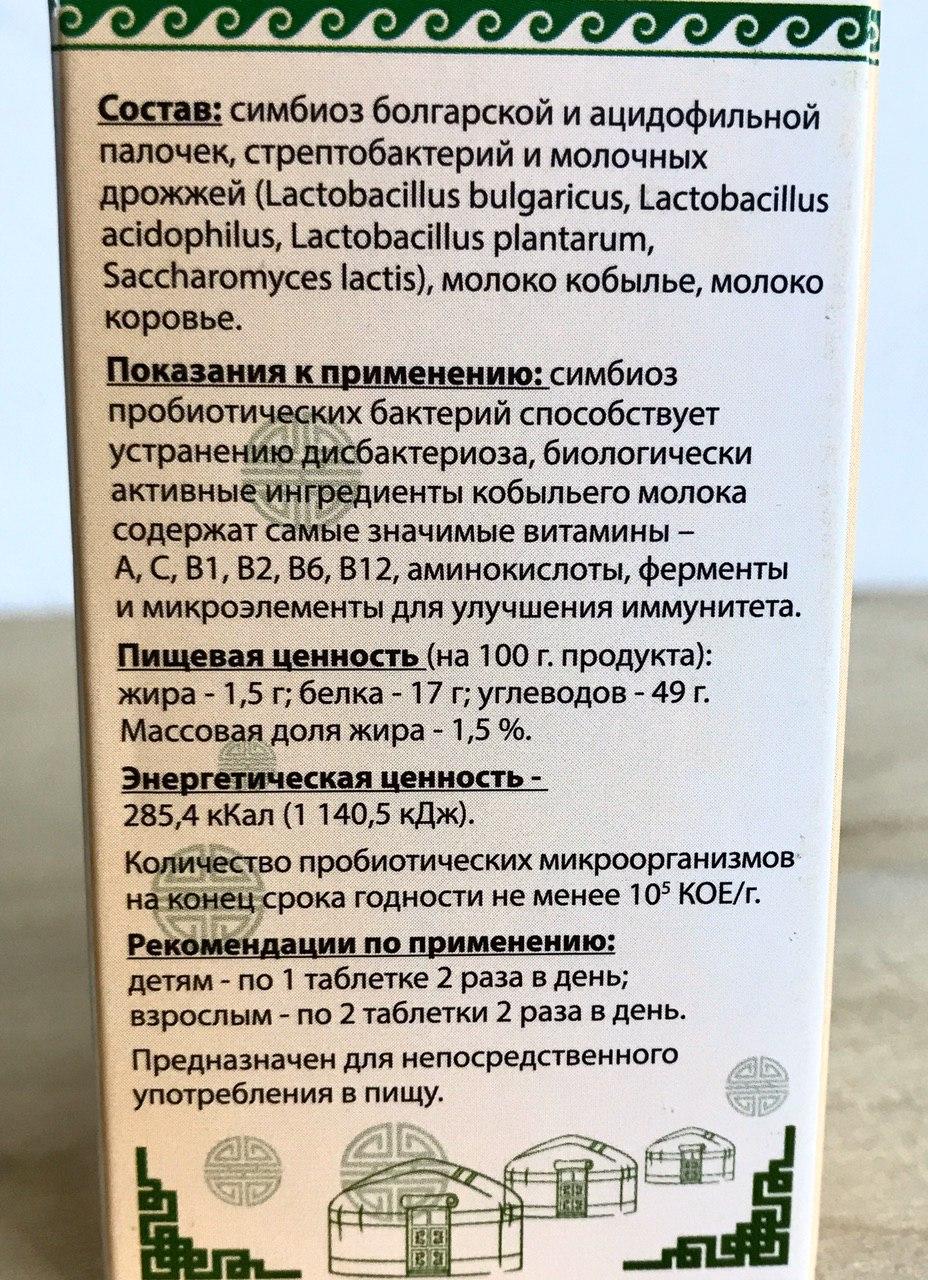 Состав: симбиоз болгарской и ацидофильной
палочек, стрептобактерий и молочных
дрожжей (Lactobacillus bulgaricus, Lactobacillus
acidophilus, Lactobacillus plantarum,
Saccharomyces lactis), молоко кобылье, молоко
коровье.
Показания к применению: симбиоз
пробиотических бактерий способствует
устранению дисбактериоза, биологически
активные ингредиенты кобыльего молока
содержат самые значимые витамины –
А, С, В1, В2, В6, В12, аминокислоты, ферменты
и микроэлементы для улучшения иммунитета.
Пищевая ценность (на 100 г. продукта):
жира - 1,5 г; белка - 17 г; углеводов - 49 г.
Массовая доля жира - 1,5 %.
Энергетическая ценность -
285,4 кКал (1 140,5 кДж).
Количество пробиотических микроорганизмов
на конец срока годности не менее 10⁵ КОЕ/г.
Рекомендации по применению:
детям - по 1 таблетке 2 раза в день;
взрослым - по 2 таблетки 2 раза в день.
Предназначен для непосредственного
употребления в пищу.